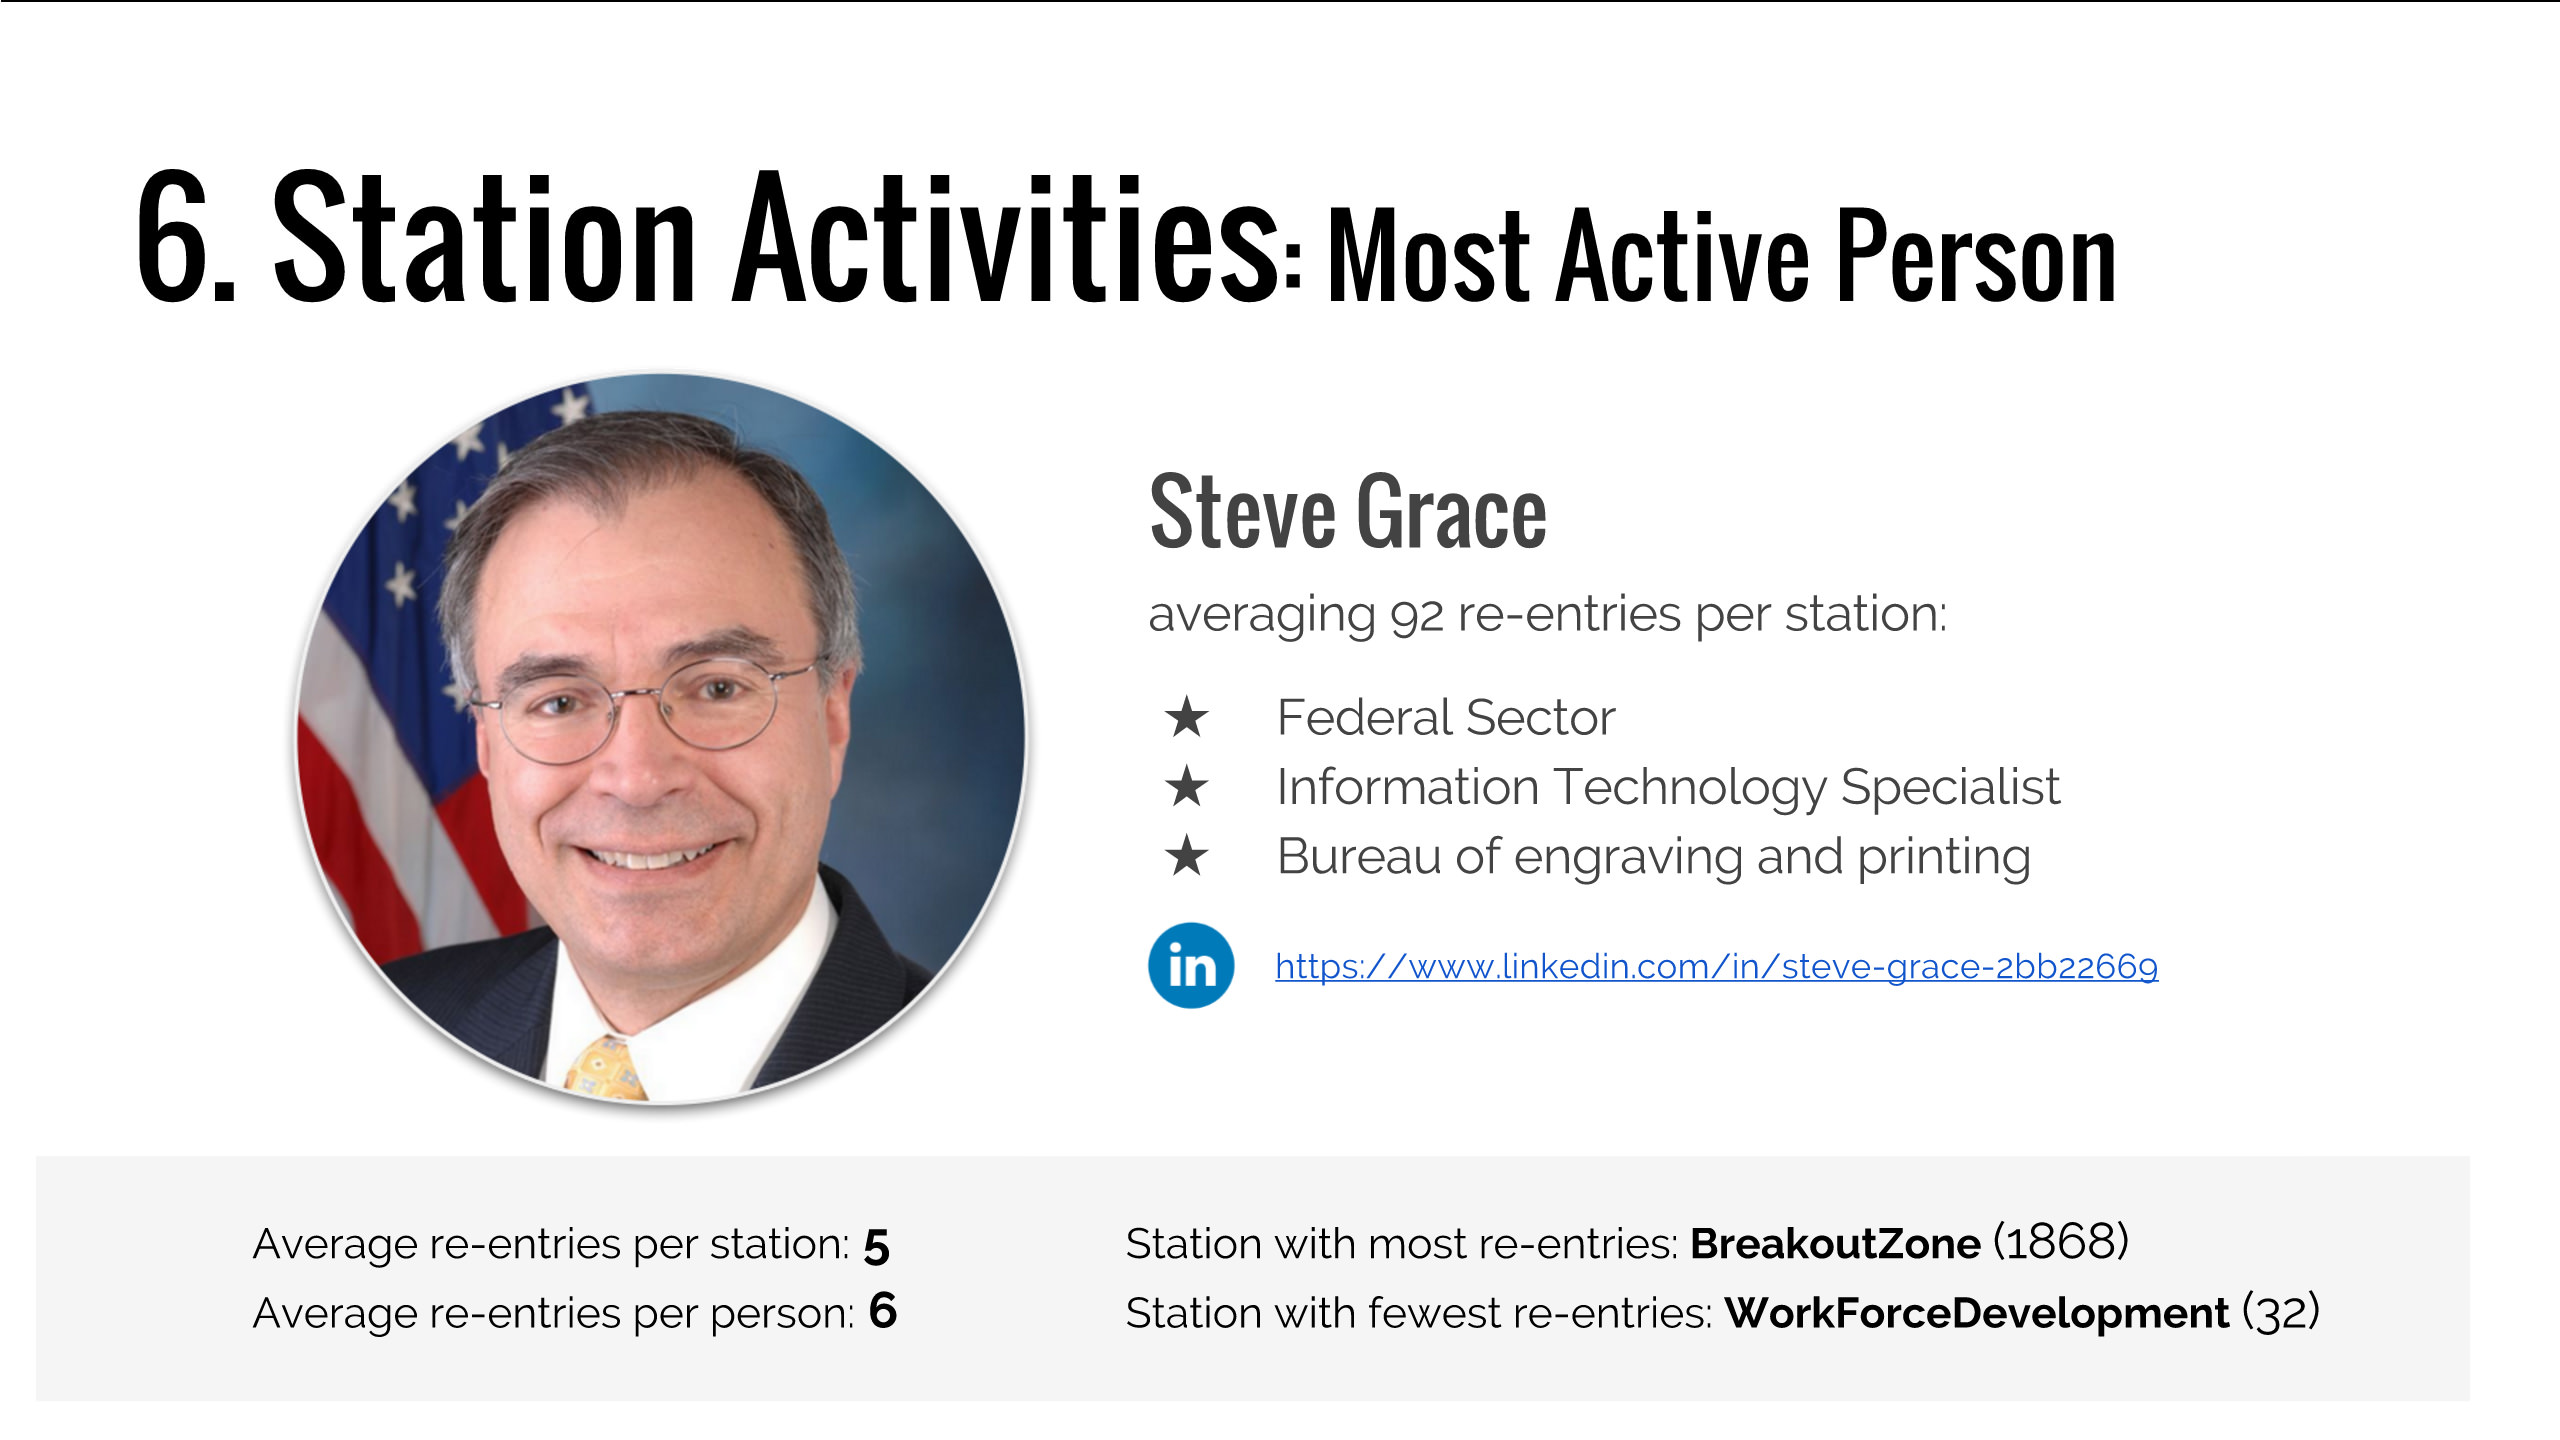 6. Station Activities: Most Active Person
Steve Grace
averaging 92 re-entries per station:
★ Federal Sector
★ Information Technology Specialist
★ Bureau of engraving and printing
in https://www.linkedin.com/in/steve-grace-2bb22669
Average re-entries per station: 5
Average re-entries per person: 6
Station with most re-entries: BreakoutZone (1868)
Station with fewest re-entries: WorkForceDevelopment (32)